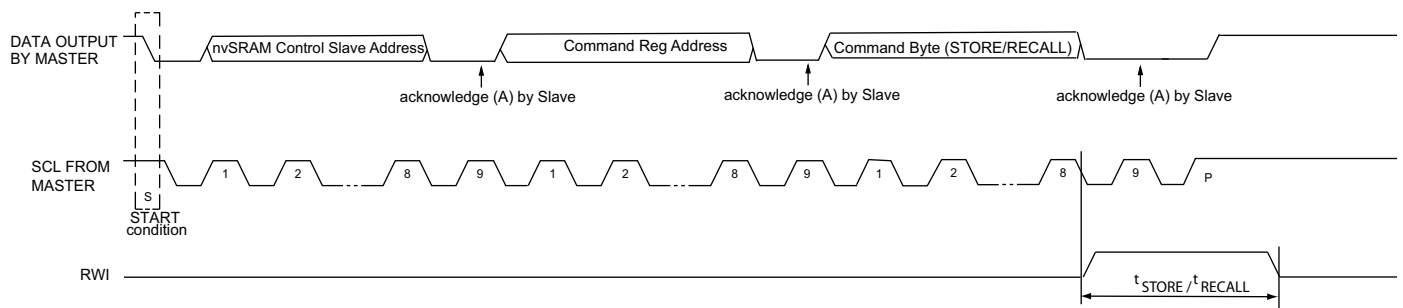 DATA OUTPUT
BY MASTER
nvSRAM Control Slave Address
Command Reg Address
Command Byte (STORE/RECALL)
acknowledge (A) by Slave
acknowledge (A) by Slave
acknowledge (A) by Slave
SCL FROM
MASTER
1 2 8 9 1 2 8 9 1 2 8 9
S
P
START
condition
RWI
t STORE / t RECALL